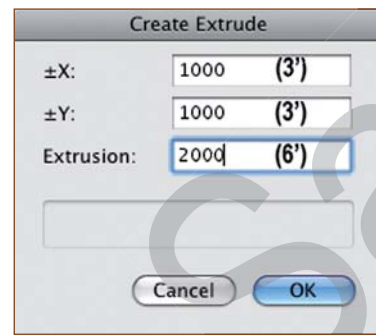 Create Extrude
±X: 1000 (3')
±Y: 1000 (3')
Extrusion: 2000 (6')
Cancel OK